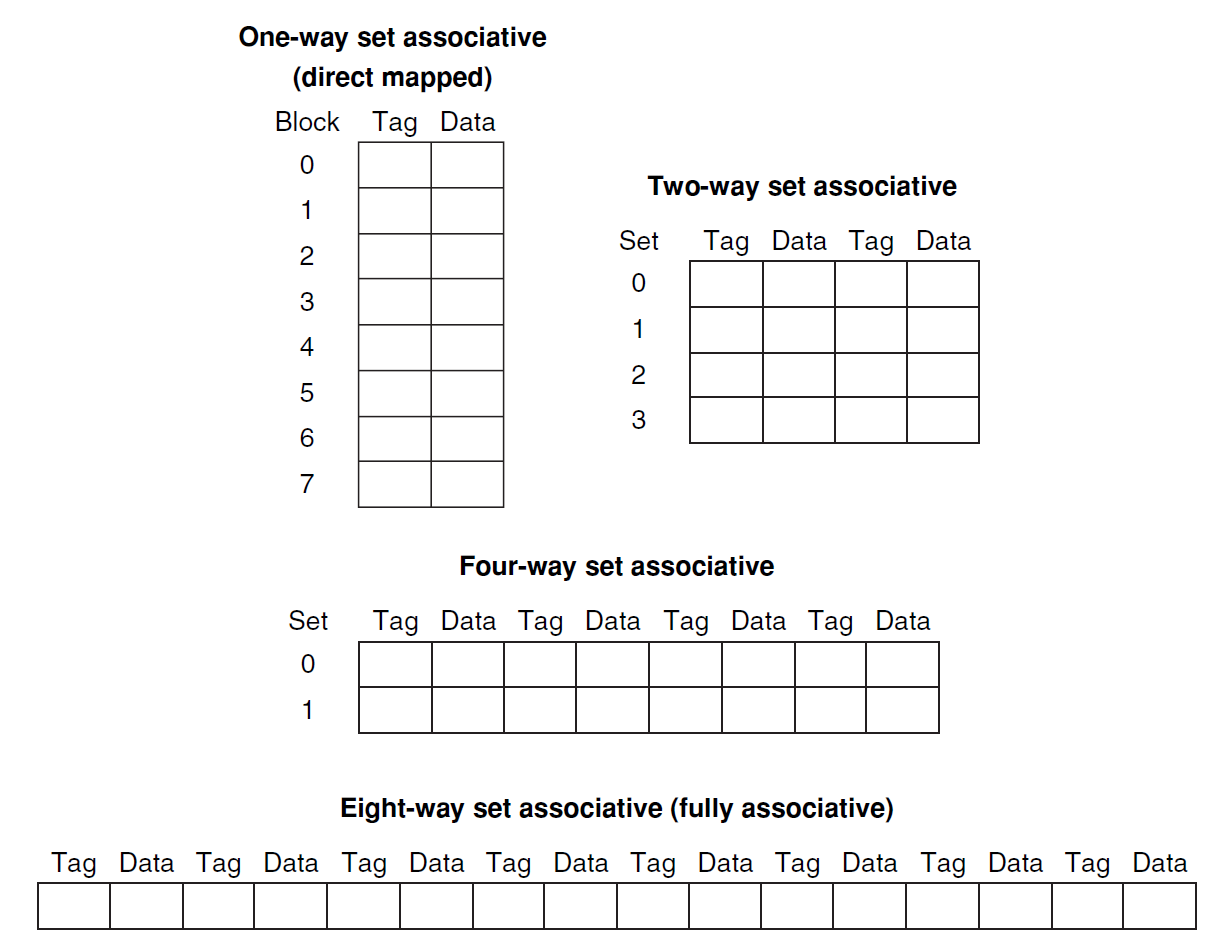 One-way set associative
(direct mapped)
Block Tag Data
0
1
2
3
4
5
6
7
Two-way set associative
Set Tag Data Tag Data
0
1
2
3
Four-way set associative
Set Tag Data Tag Data Tag Data Tag Data
0
1
Eight-way set associative (fully associative)
Tag Data Tag Data Tag Data Tag Data Tag Data Tag Data Tag Data Tag Data